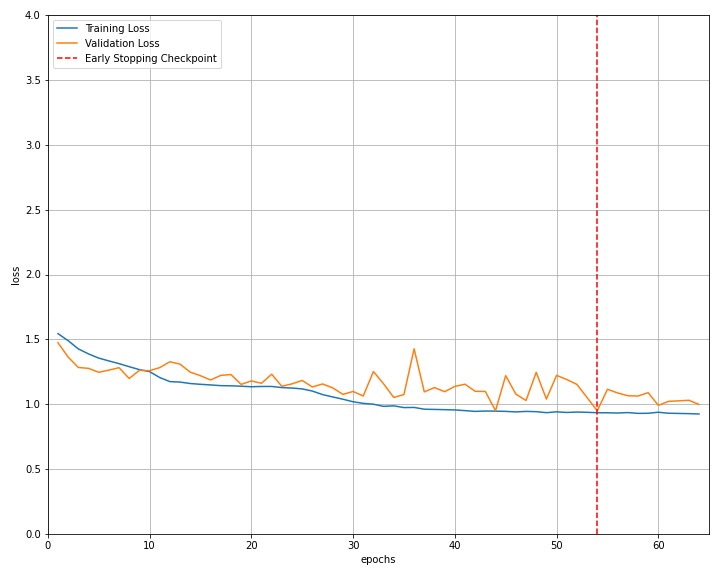 4.0
3.5
3.0
2.5
2.0
1.5
1.0
0.5
0.0
loss
Training Loss
Validation Loss
Early Stopping Checkpoint
0 10 20 30 40 50 60
epochs